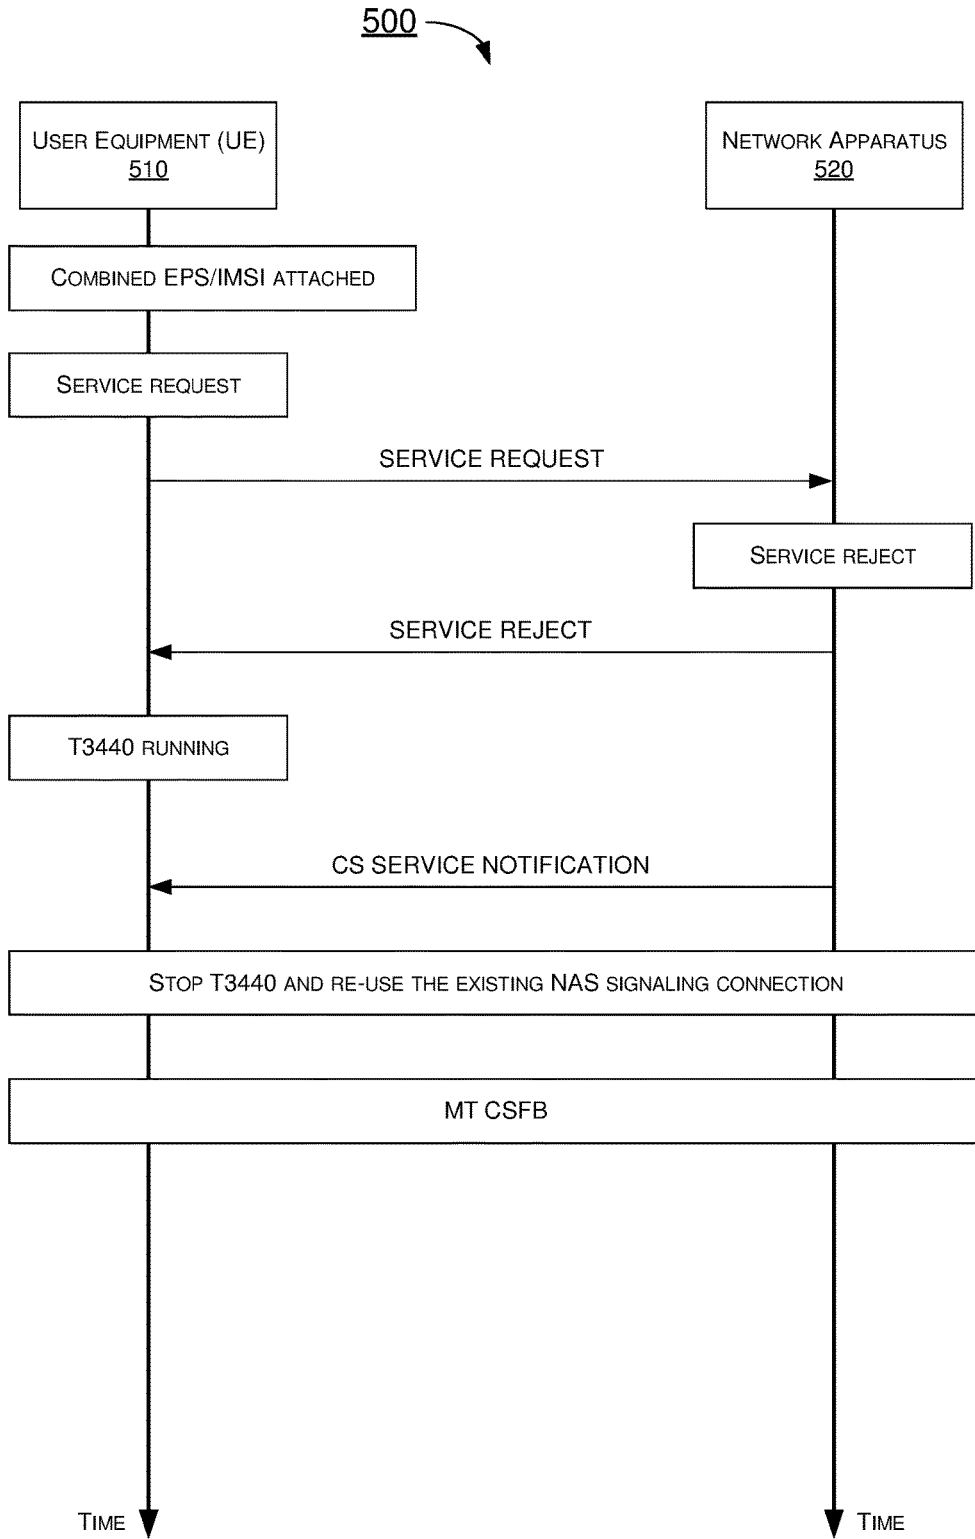 500
USER EQUIPMENT (UE)
510
NETWORK APPARATUS
520
COMBINED EPS/IMSI ATTACHED
SERVICE REQUEST
SERVICE REQUEST
SERVICE REJECT
SERVICE REJECT
T3440 RUNNING
CS SERVICE NOTIFICATION
STOP T3440 AND RE-USE THE EXISTING NAS SIGNALING CONNECTION
MT CSFB
TIME
TIME